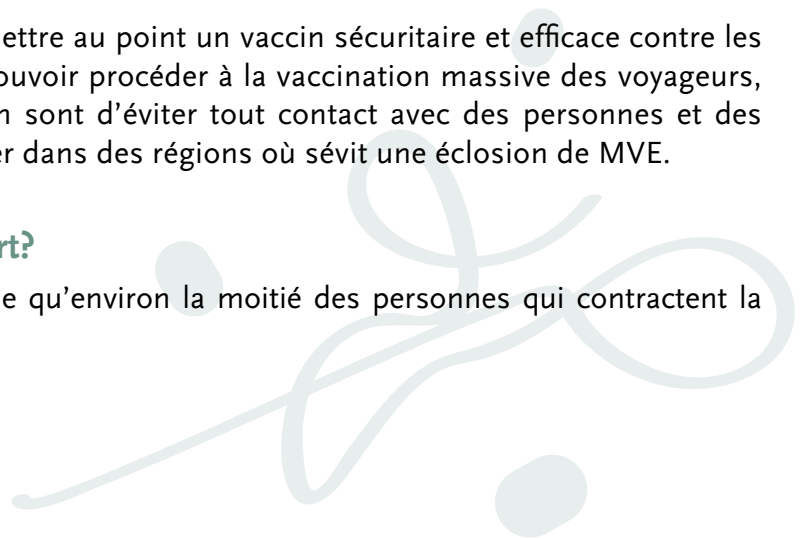 ettre au point un vaccin sécuritaire et efficace contre les
ouvoir procéder à la vaccination massive des voyageurs,
n sont d'éviter tout contact avec des personnes et des
er dans des régions où sévit une éclosion de MVE.
rt?
e qu'environ la moitié des personnes qui contractent la